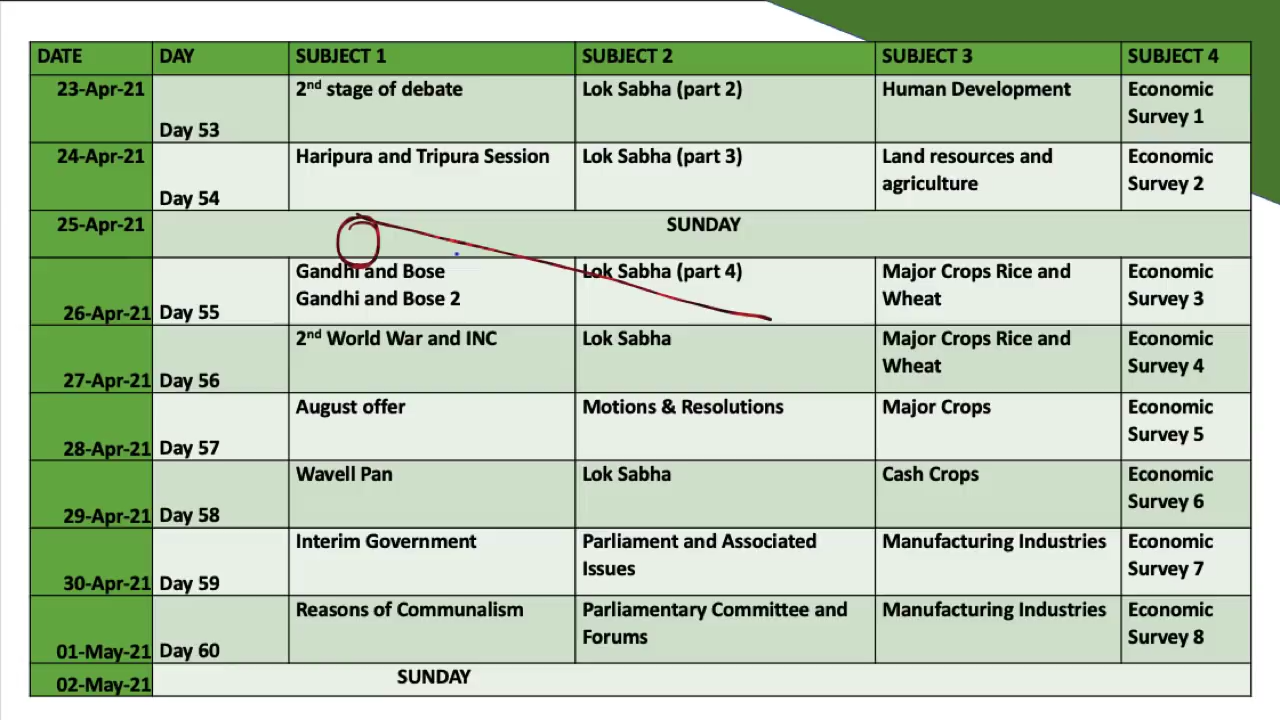 DATE DAY SUBJECT 1 SUBJECT 2 SUBJECT 3 SUBJECT 4
23-Apr-21 Day 53 2nd stage of debate Lok Sabha (part 2) Human Development Economic
Survey 1
24-Apr-21 Day 54 Haripura and Tripura Session Lok Sabha (part 3) Land resources and Economic
agriculture Survey 2
25-Apr-21 SUNDAY
Gandhi and Bose Lok Sabha (part 4) Major Crops Rice and Economic
26-Apr-21 Day 55 Gandhi and Bose 2 Wheat Survey 3
2nd World War and INC Lok Sabha Major Crops Rice and Economic
27-Apr-21 Day 56 Wheat Survey 4
August offer Motions & Resolutions Major Crops Economic
28-Apr-21 Day 57 Survey 5
Wavell Pan Lok Sabha Cash Crops Economic
29-Apr-21 Day 58 Survey 6
Interim Government Parliament and Associated Manufacturing Industries Economic
30-Apr-21 Day 59 Issues Survey 7
Reasons of Communalism Parliamentary Committee and Manufacturing Industries Economic
01-May-21 Day 60 Forums Survey 8
02-May-21 SUNDAY